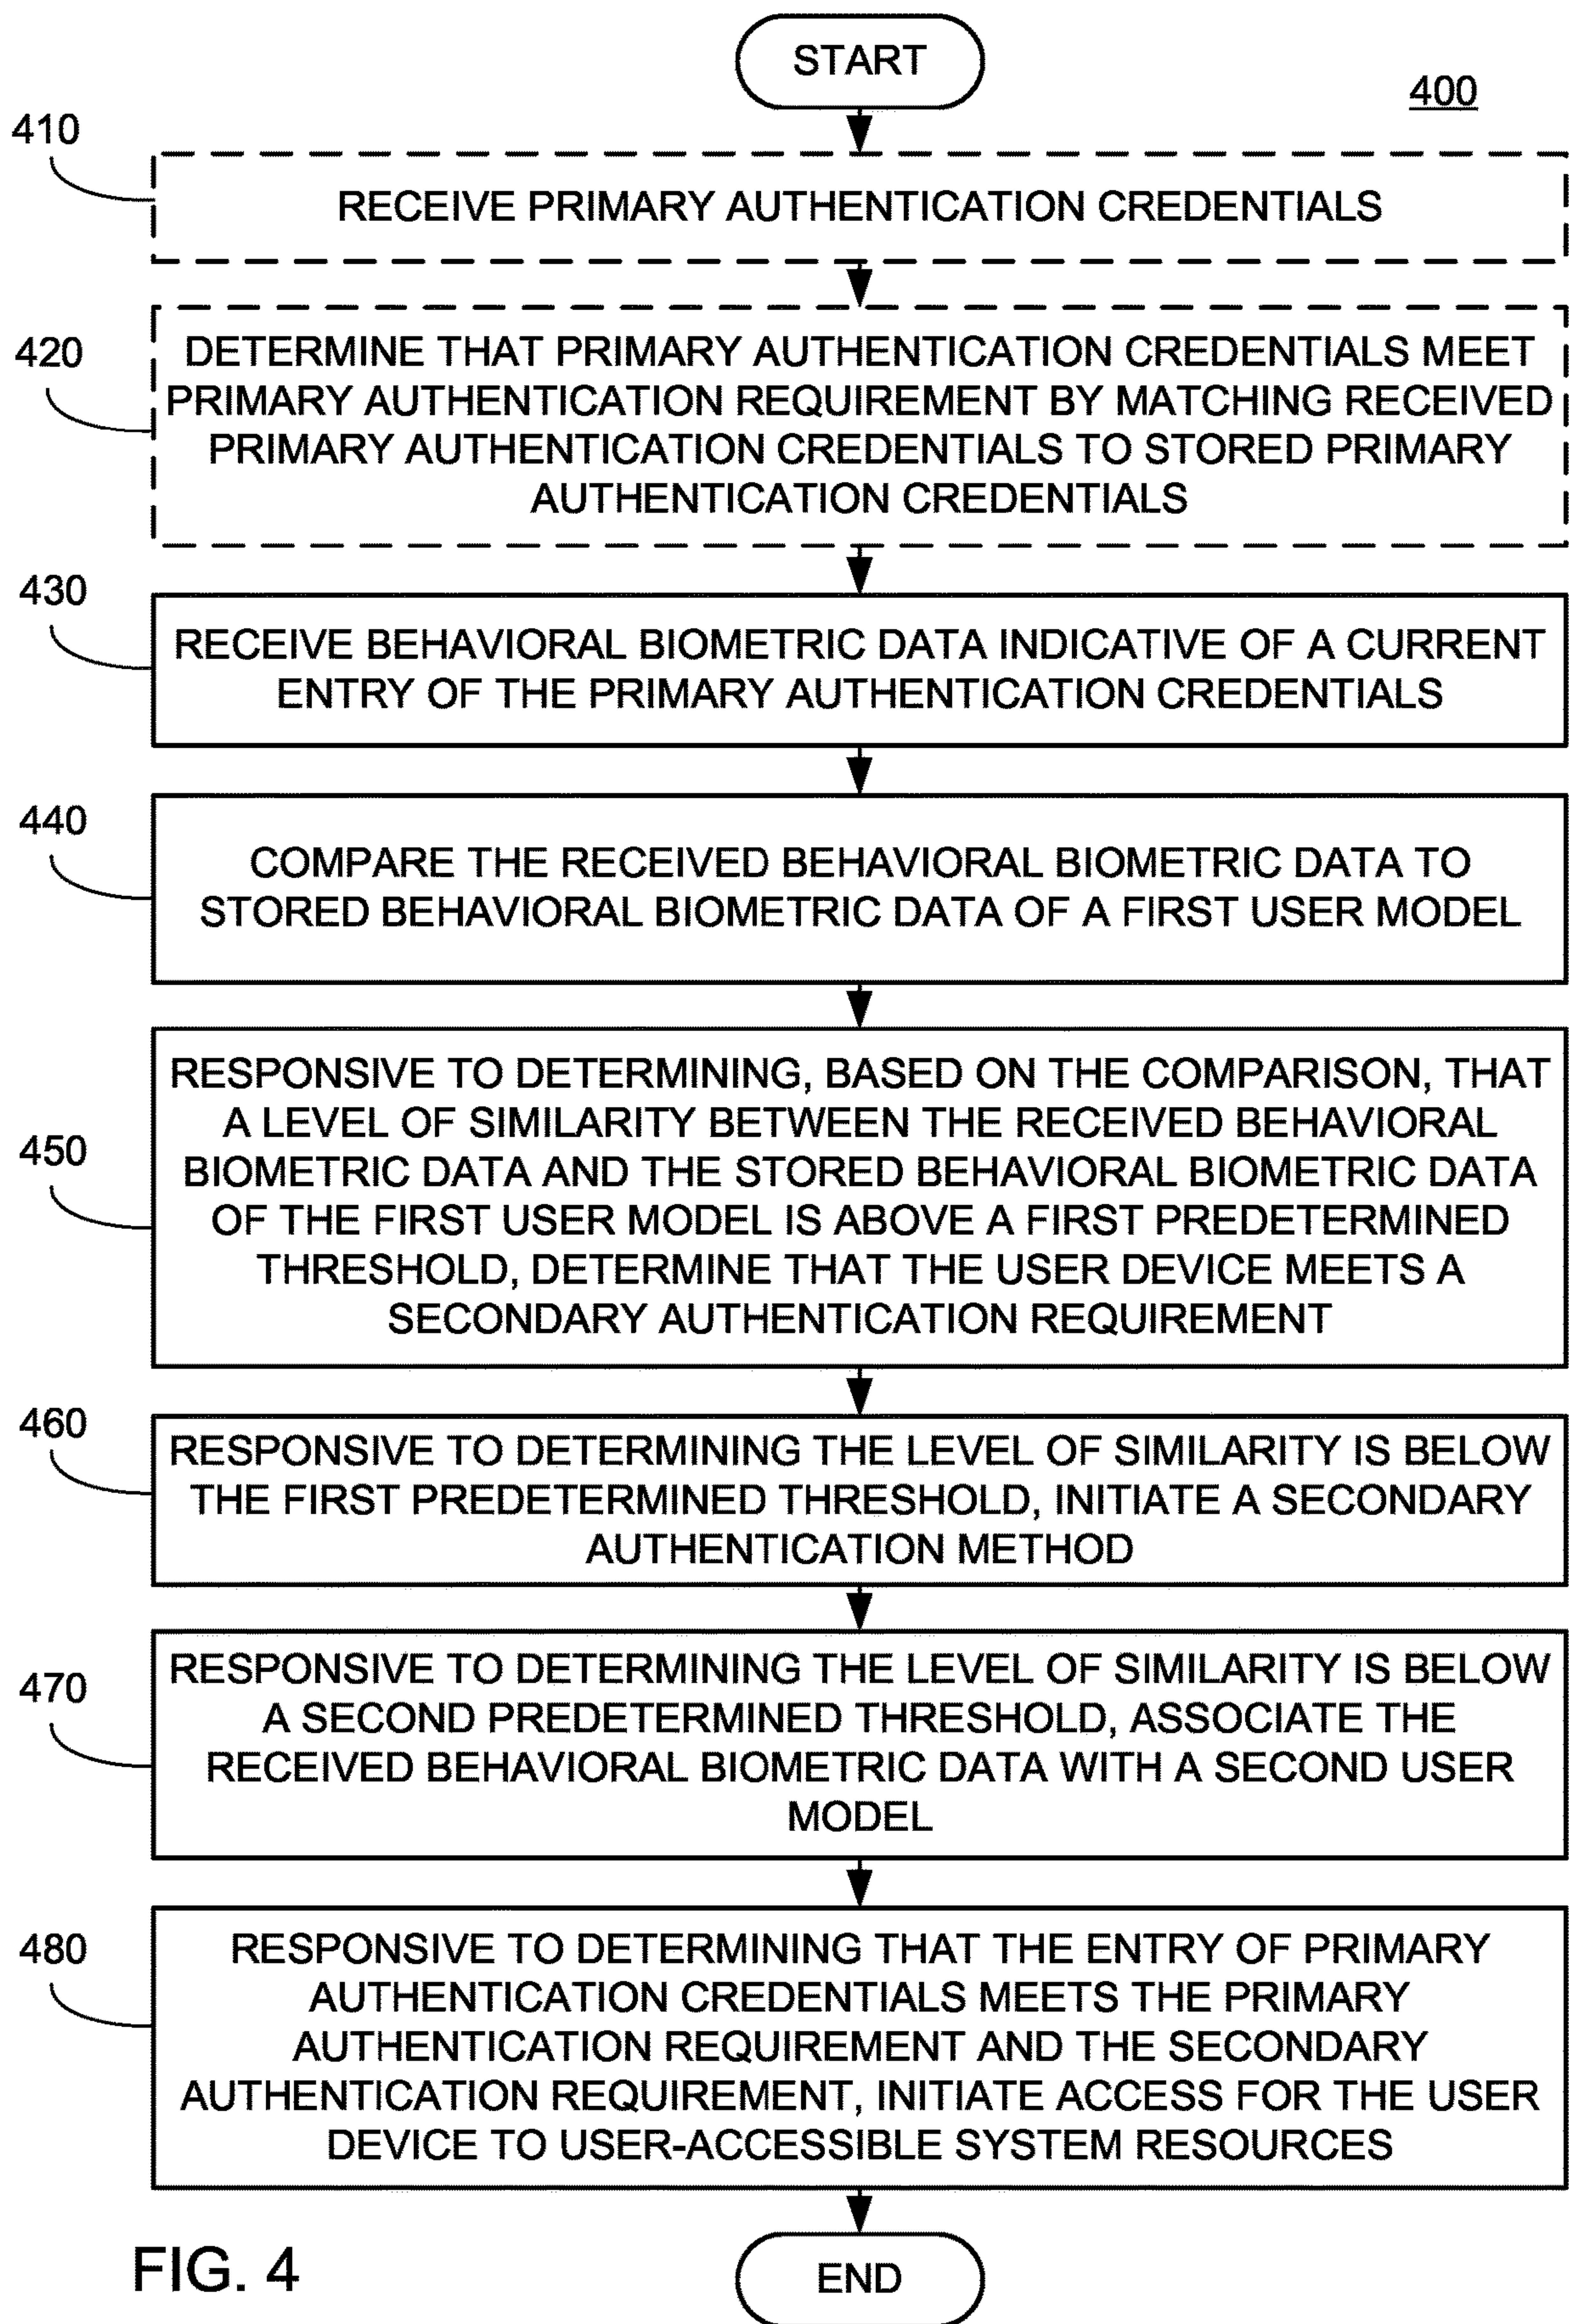 START
400
410
RECEIVE PRIMARY AUTHENTICATION CREDENTIALS
420
DETERMINE THAT PRIMARY AUTHENTICATION CREDENTIALS MEET
PRIMARY AUTHENTICATION REQUIREMENT BY MATCHING RECEIVED
PRIMARY AUTHENTICATION CREDENTIALS TO STORED PRIMARY
AUTHENTICATION CREDENTIALS
430
RECEIVE BEHAVIORAL BIOMETRIC DATA INDICATIVE OF A CURRENT
ENTRY OF THE PRIMARY AUTHENTICATION CREDENTIALS
440
COMPARE THE RECEIVED BEHAVIORAL BIOMETRIC DATA TO
STORED BEHAVIORAL BIOMETRIC DATA OF A FIRST USER MODEL
450
RESPONSIVE TO DETERMINING, BASED ON THE COMPARISON, THAT
A LEVEL OF SIMILARITY BETWEEN THE RECEIVED BEHAVIORAL
BIOMETRIC DATA AND THE STORED BEHAVIORAL BIOMETRIC DATA
OF THE FIRST USER MODEL IS ABOVE A FIRST PREDETERMINED
THRESHOLD, DETERMINE THAT THE USER DEVICE MEETS A
SECONDARY AUTHENTICATION REQUIREMENT
460
RESPONSIVE TO DETERMINING THE LEVEL OF SIMILARITY IS BELOW
THE FIRST PREDETERMINED THRESHOLD, INITIATE A SECONDARY
AUTHENTICATION METHOD
470
RESPONSIVE TO DETERMINING THE LEVEL OF SIMILARITY IS BELOW
A SECOND PREDETERMINED THRESHOLD, ASSOCIATE THE
RECEIVED BEHAVIORAL BIOMETRIC DATA WITH A SECOND USER
MODEL
480
RESPONSIVE TO DETERMINING THAT THE ENTRY OF PRIMARY
AUTHENTICATION CREDENTIALS MEETS THE PRIMARY
AUTHENTICATION REQUIREMENT AND THE SECONDARY
AUTHENTICATION REQUIREMENT, INITIATE ACCESS FOR THE USER
DEVICE TO USER-ACCESSIBLE SYSTEM RESOURCES
END
FIG. 4